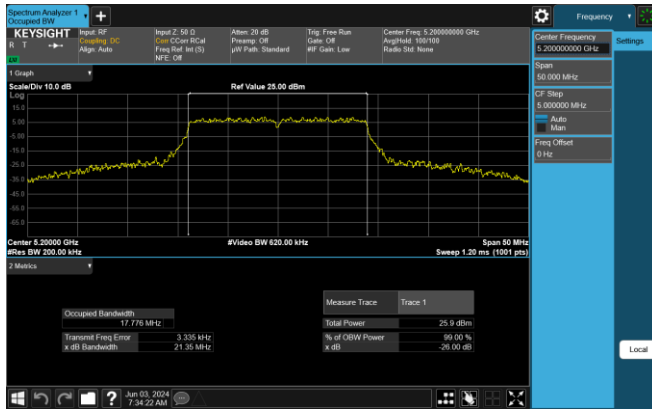 Spectrum Analyzer 1
Occupied BW
Frequency
KEYSIGHT
R T
Input: RF
Coupling: DC
Align: Auto
Input Z: 50 Ω
Corr CCorr RCal
Freq Ref: Int (S)
NFE: Off
Atten: 20 dB
Preamp: Off
µW Path: Standard
Trig: Free Run
Gate: Off
#IF Gain: Low
Center Freq: 5.200000000 GHz
Avg|Hold: 100/100
Radio Std: None
Center Frequency
5.200000000 GHz
Settings
Span
50.000 MHz
CF Step
5.000000 MHz
Auto
Man
Freq Offset
0 Hz
1 Graph
Scale/Div 10.0 dB
Ref Value 25.00 dBm
Log
15.0
5.00
-5.00
-15.0
-25.0
-35.0
-45.0
-55.0
-65.0
Center 5.20000 GHz
#Video BW 620.00 kHz
Span 50 MHz
#Res BW 200.00 kHz
Sweep 1.20 ms (1001 pts)
2 Metrics
Measure Trace
Trace 1
Occupied Bandwidth
17.776 MHz
Total Power
25.9 dBm
Transmit Freq Error
3.335 kHz
% of OBW Power
99.00 %
x dB Bandwidth
21.35 MHz
x dB
-26.00 dB
Local
Jun 03, 2024
7:34:22 AM